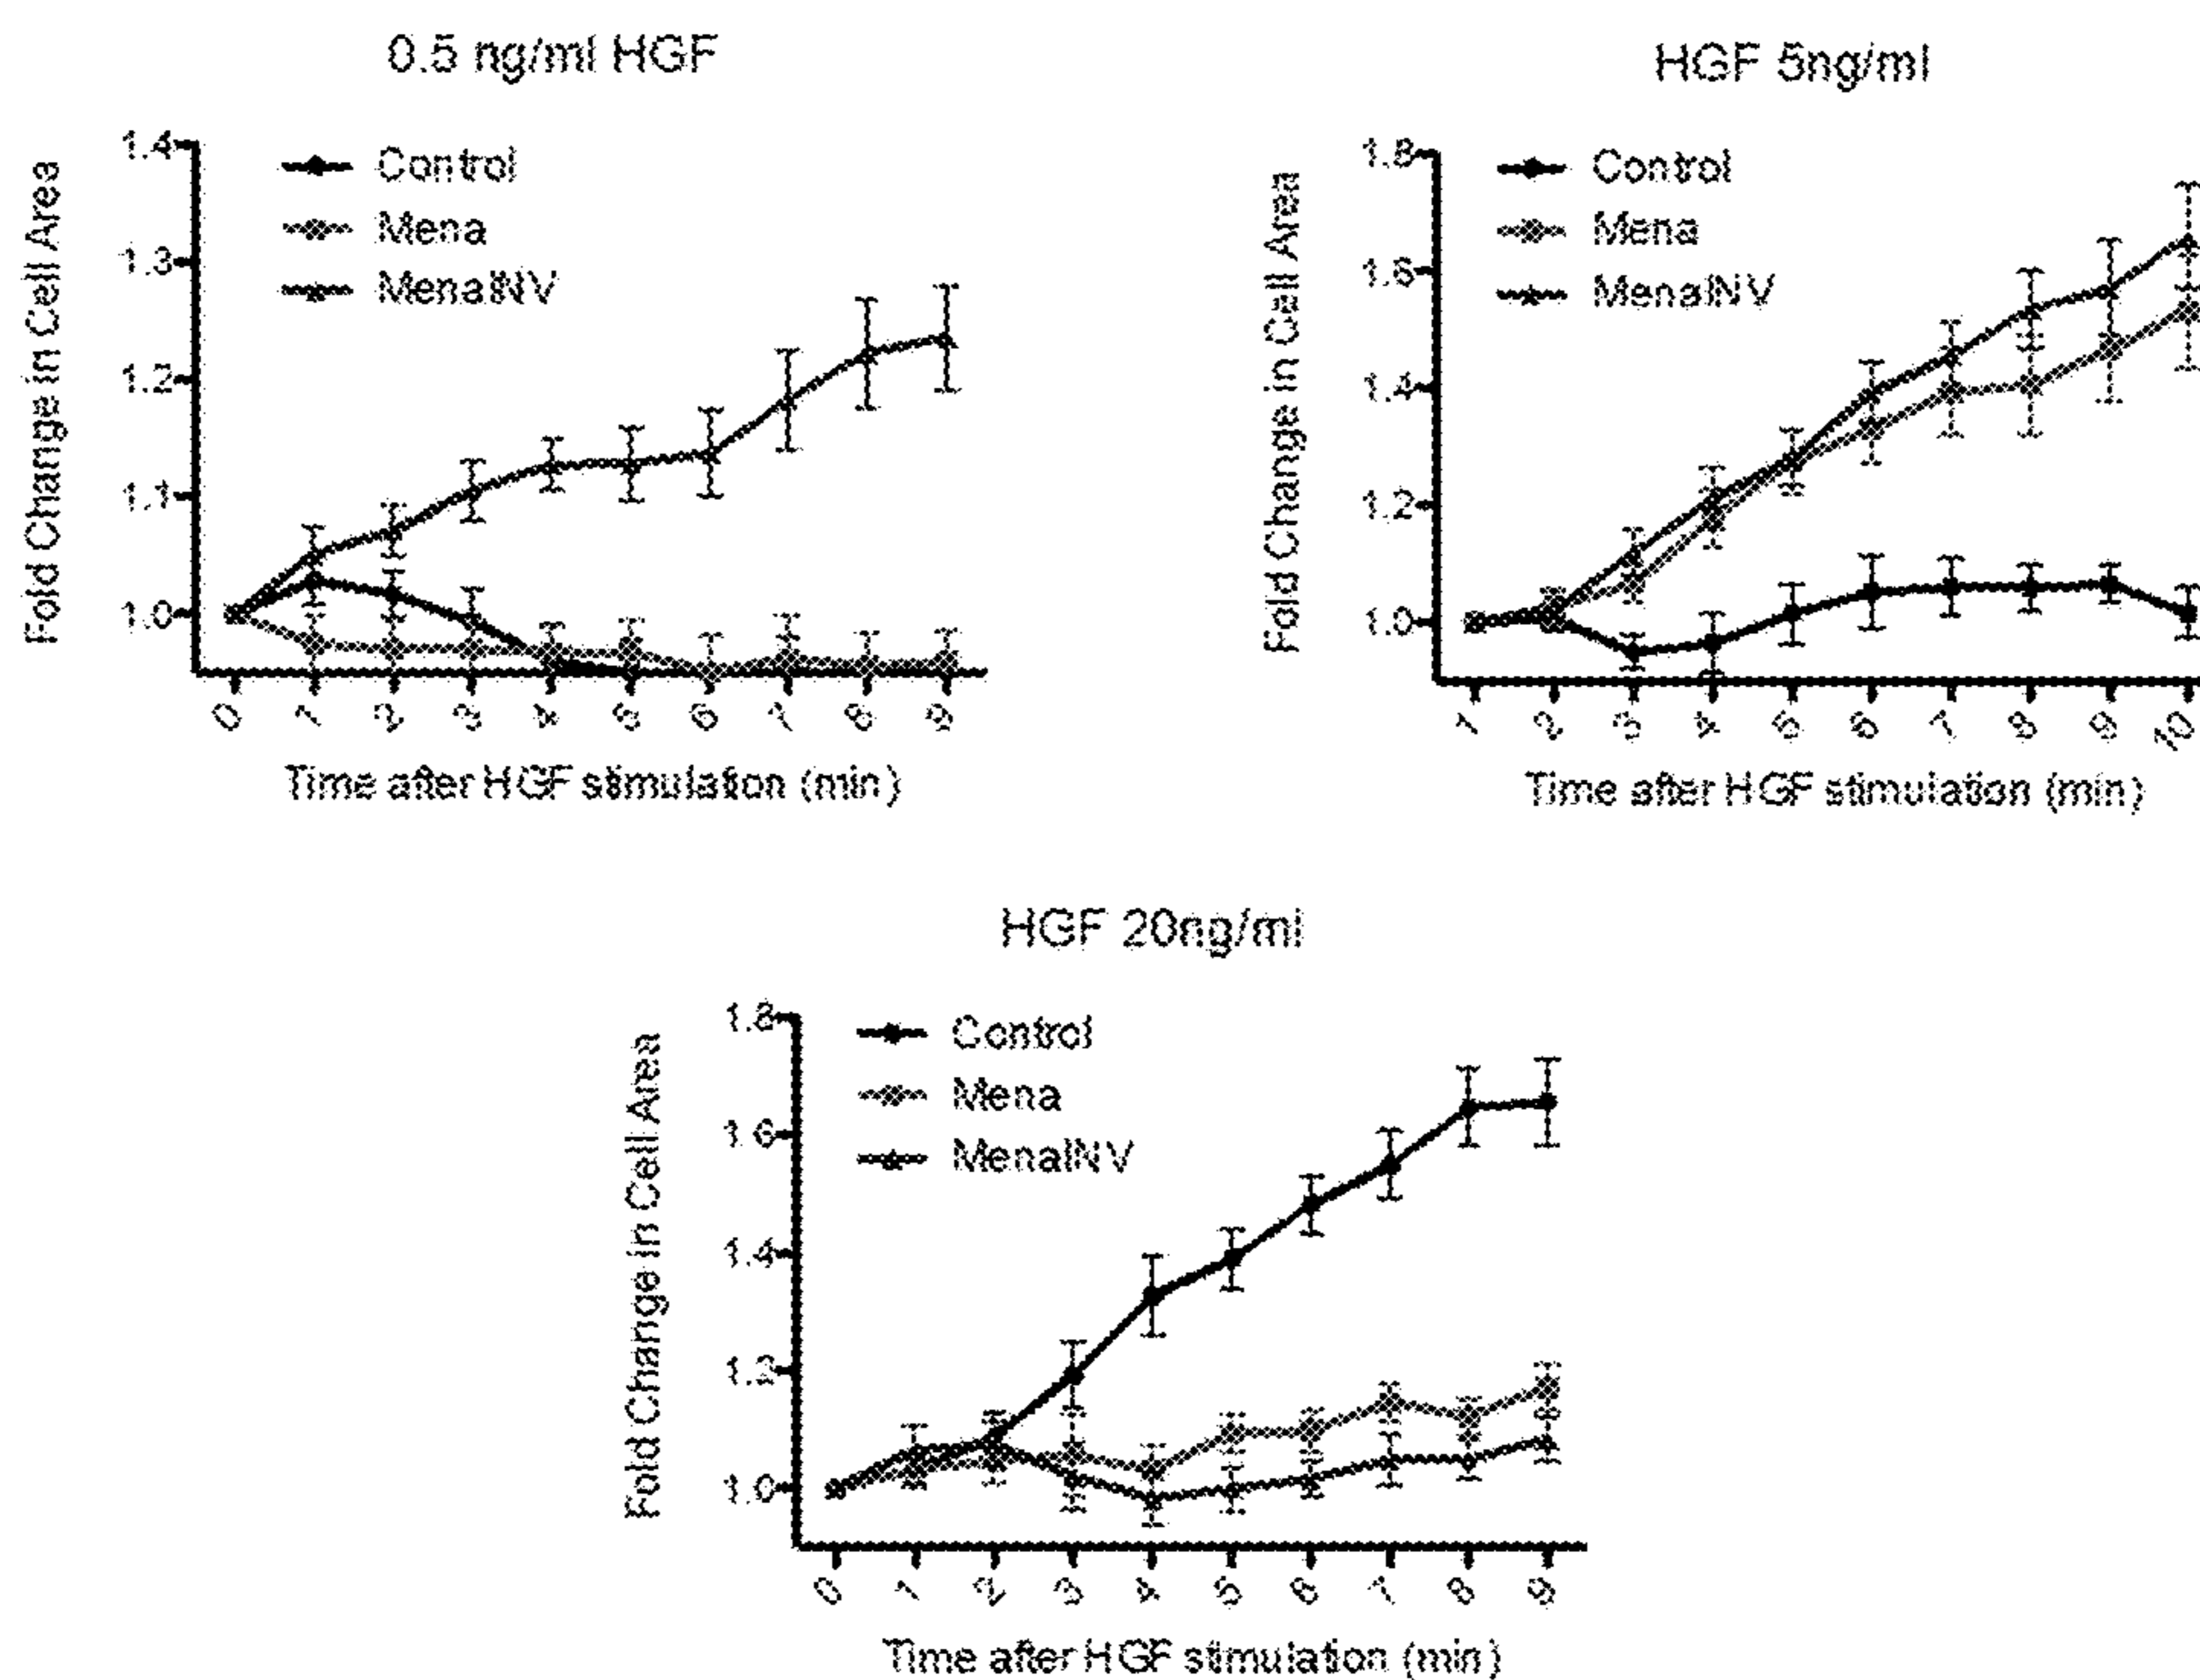 0.5 ng/ml HGF
1.4
1.3
1.2
1.1
1.0
Fold Change in Cell Area
Control
Mena
MenaINV
0 1 2 3 4 5 6 7 8 9
Time after HGF stimulation (min)
HGF 5ng/ml
1.8
1.6
1.4
1.2
1.0
Fold Change in Cell Area
Control
Mena
MenaINV
1 2 3 4 5 6 7 8 9 10
Time after HGF stimulation (min)
HGF 20ng/ml
1.8
1.6
1.4
1.2
1.0
Fold Change in Cell Area
Control
Mena
MenaINV
0 1 2 3 4 5 6 7 8 9
Time after HGF stimulation (min)